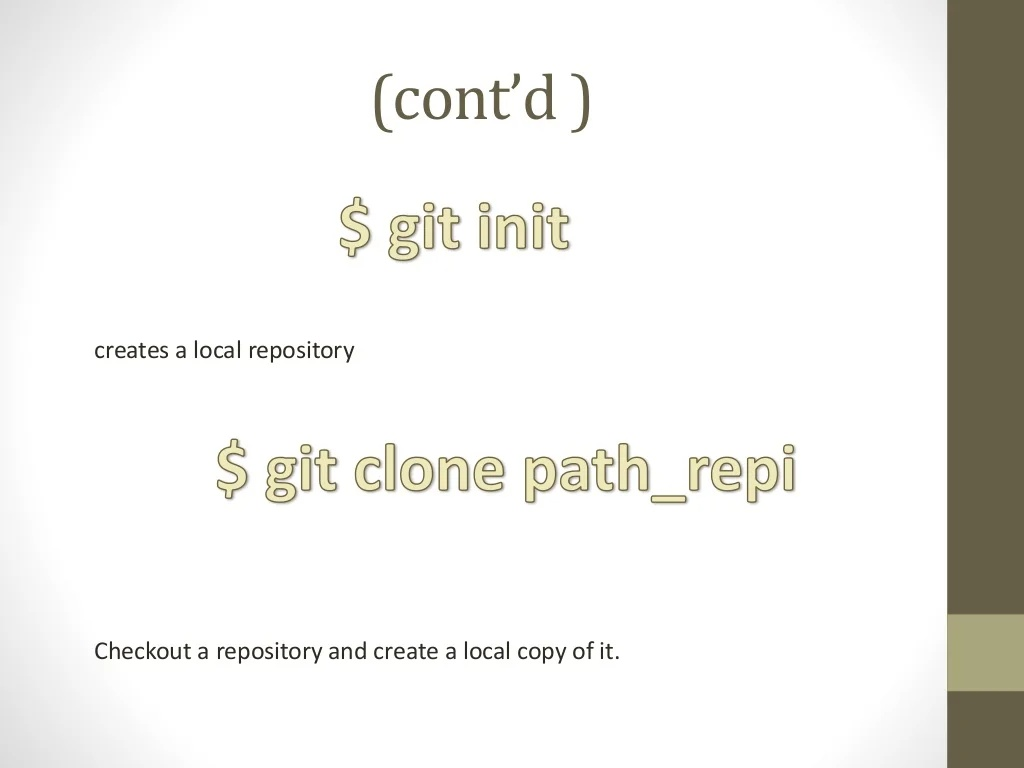 (cont’d )
$ git init
creates a local repository
$ git clone path_repi
Checkout a repository and create a local copy of it.